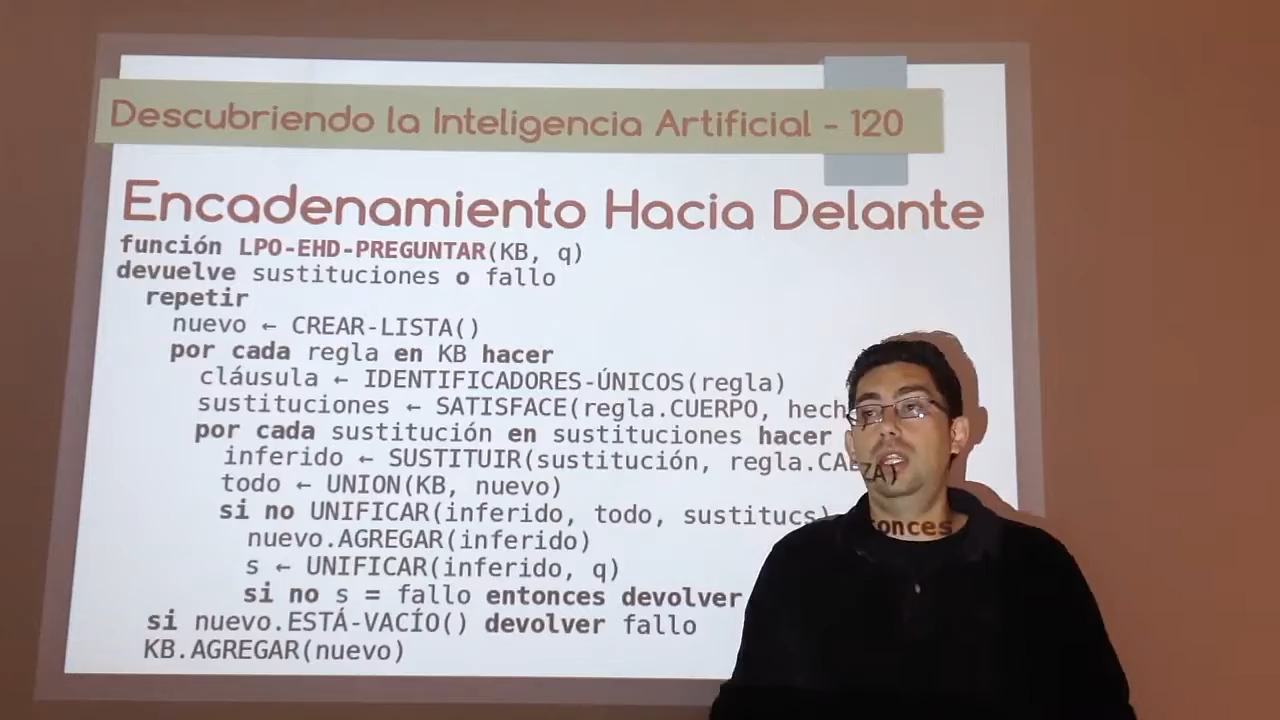 Descubriendo la Inteligencia Artificial - 120
Encadenamiento Hacia Delante
función LPO-EHD-PREGUNTAR(KB, q)
devuelve sustituciones o fallo
repetir
nuevo ← CREAR-LISTA()
por cada regla en KB hacer
cláusula ← IDENTIFICADORES-ÚNICOS(regla)
sustituciones ← SATISFACE(regla.CUERPO,
por cada sustitución en sustituciones hacer
inferido ← SUSTITUIR(sustitución, regla.CABEZA)
todo ← UNION(KB, nuevo)
si no UNIFICAR(inferido, todo, sustitucs) entonces
nuevo.AGREGAR(inferido)
s ← UNIFICAR(inferido, q)
si no s = fallo entonces devolver
si nuevo.ESTÁ-VACÍO() devolver fallo
KB.AGREGAR(nuevo)